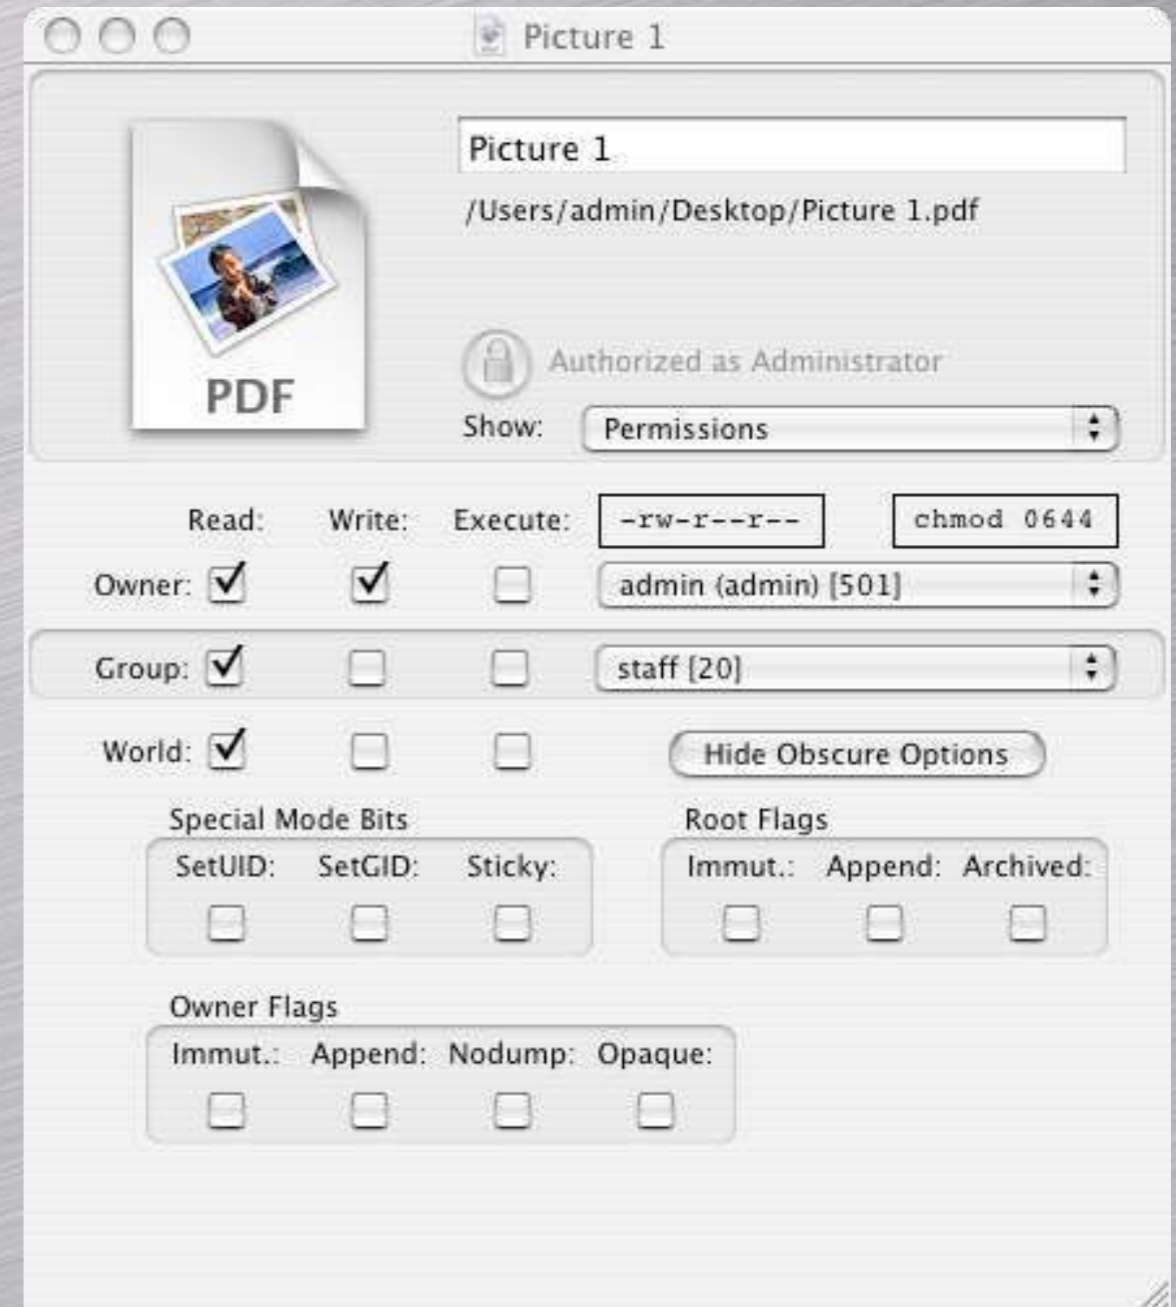 Picture 1
Picture 1
/Users/admin/Desktop/Picture 1.pdf
PDF
Authorized as Administrator
Show: Permissions
Read: Write: Execute: -rw-r--r-- chmod 0644
Owner: admin (admin) [501]
Group: staff [20]
World: Hide Obscure Options
Special Mode Bits Root Flags
SetUID: SetGID: Sticky: Immut.: Append: Archived:
Owner Flags
Immut.: Append: Nodump: Opaque: